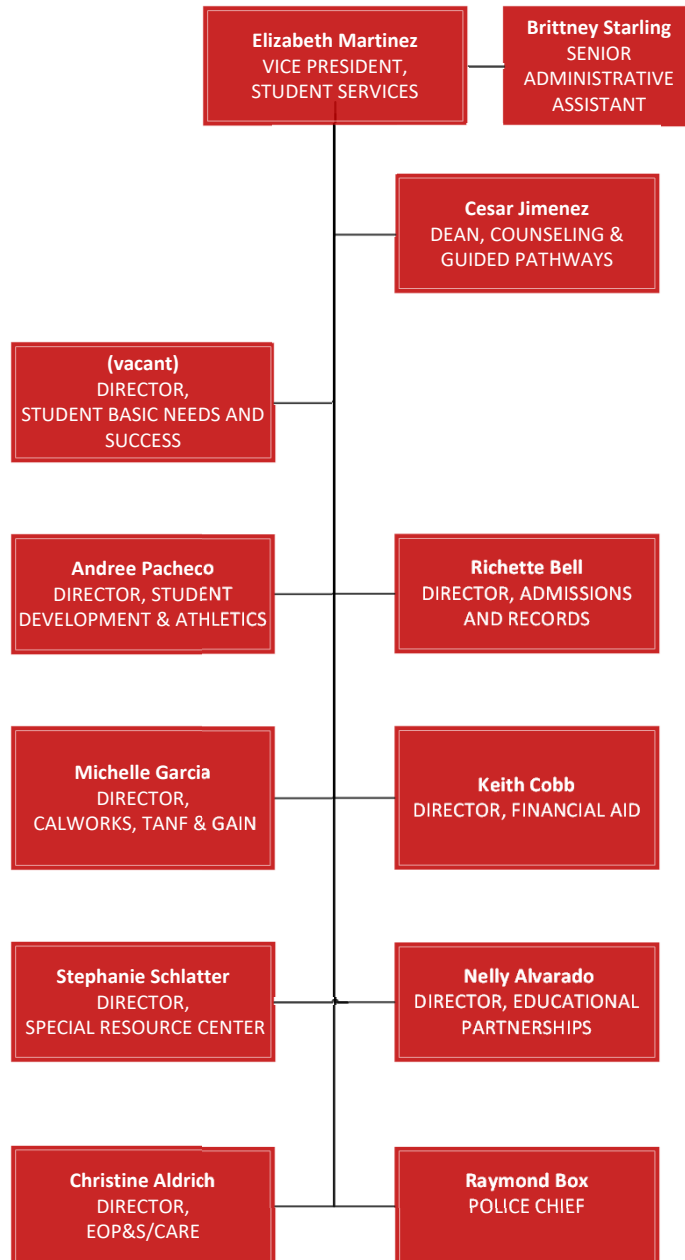 Elizabeth Martinez
VICE PRESIDENT,
STUDENT SERVICES
Brittney Starling
SENIOR
ADMINISTRATIVE
ASSISTANT
Cesar Jimenez
DEAN, COUNSELING &
GUIDED PATHWAYS
(vacant)
DIRECTOR,
STUDENT BASIC NEEDS AND
SUCCESS
Andree Pacheco
DIRECTOR, STUDENT
DEVELOPMENT & ATHLETICS
Richette Bell
DIRECTOR, ADMISSIONS
AND RECORDS
Michelle Garcia
DIRECTOR,
CALWORKS, TANF & GAIN
Keith Cobb
DIRECTOR, FINANCIAL AID
Stephanie Schlatter
DIRECTOR,
SPECIAL RESOURCE CENTER
Nelly Alvarado
DIRECTOR, EDUCATIONAL
PARTNERSHIPS
Christine Aldrich
DIRECTOR,
EOP&S/CARE
Raymond Box
POLICE CHIEF